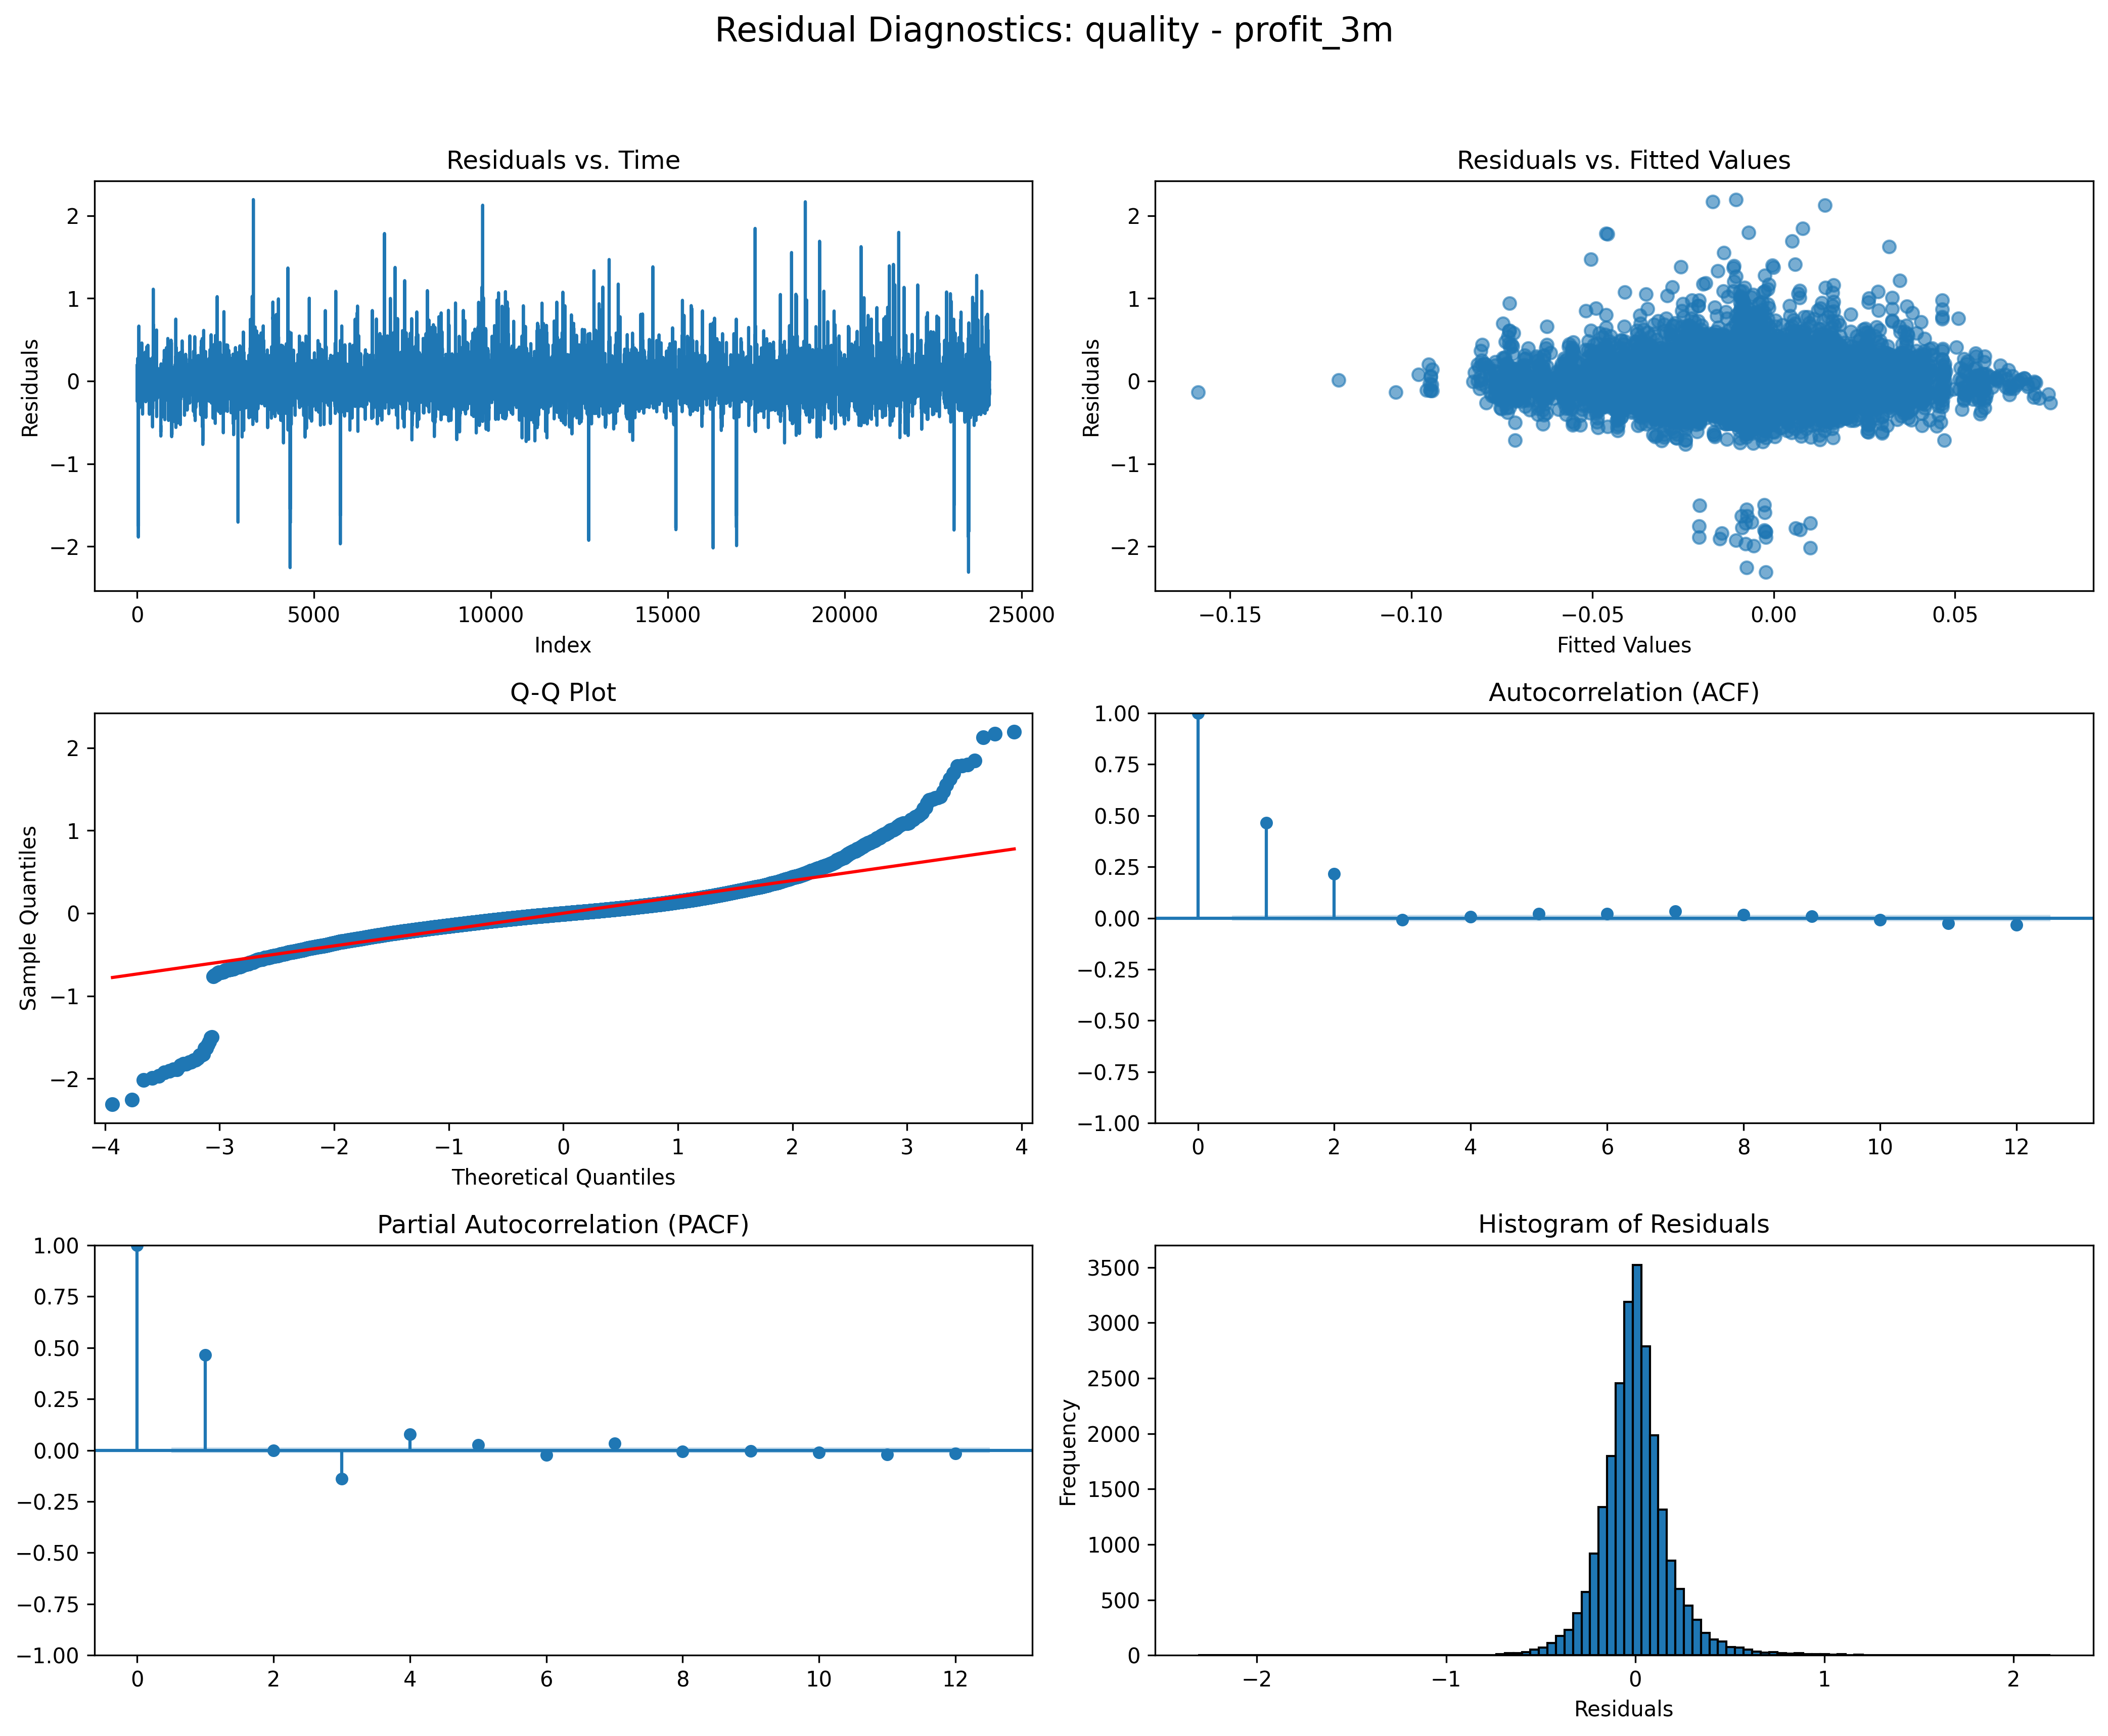 Residual Diagnostics: quality - profit_3m
Residuals vs. Time
Residuals
2
1
0
−1
−2
0 5000 10000 15000 20000 25000
Index
Residuals vs. Fitted Values
Residuals
2
1
0
−1
−2
−0.15 −0.10 −0.05 0.00 0.05
Fitted Values
Q-Q Plot
Sample Quantiles
2
1
0
−1
−2
−4 −3 −2 −1 0 1 2 3 4
Theoretical Quantiles
Autocorrelation (ACF)
1.00
0.75
0.50
0.25
0.00
−0.25
−0.50
−0.75
−1.00
0 2 4 6 8 10 12
Partial Autocorrelation (PACF)
1.00
0.75
0.50
0.25
0.00
−0.25
−0.50
−0.75
−1.00
0 2 4 6 8 10 12
Histogram of Residuals
Frequency
3500
3000
2500
2000
1500
1000
500
0
−2 −1 0 1 2
Residuals